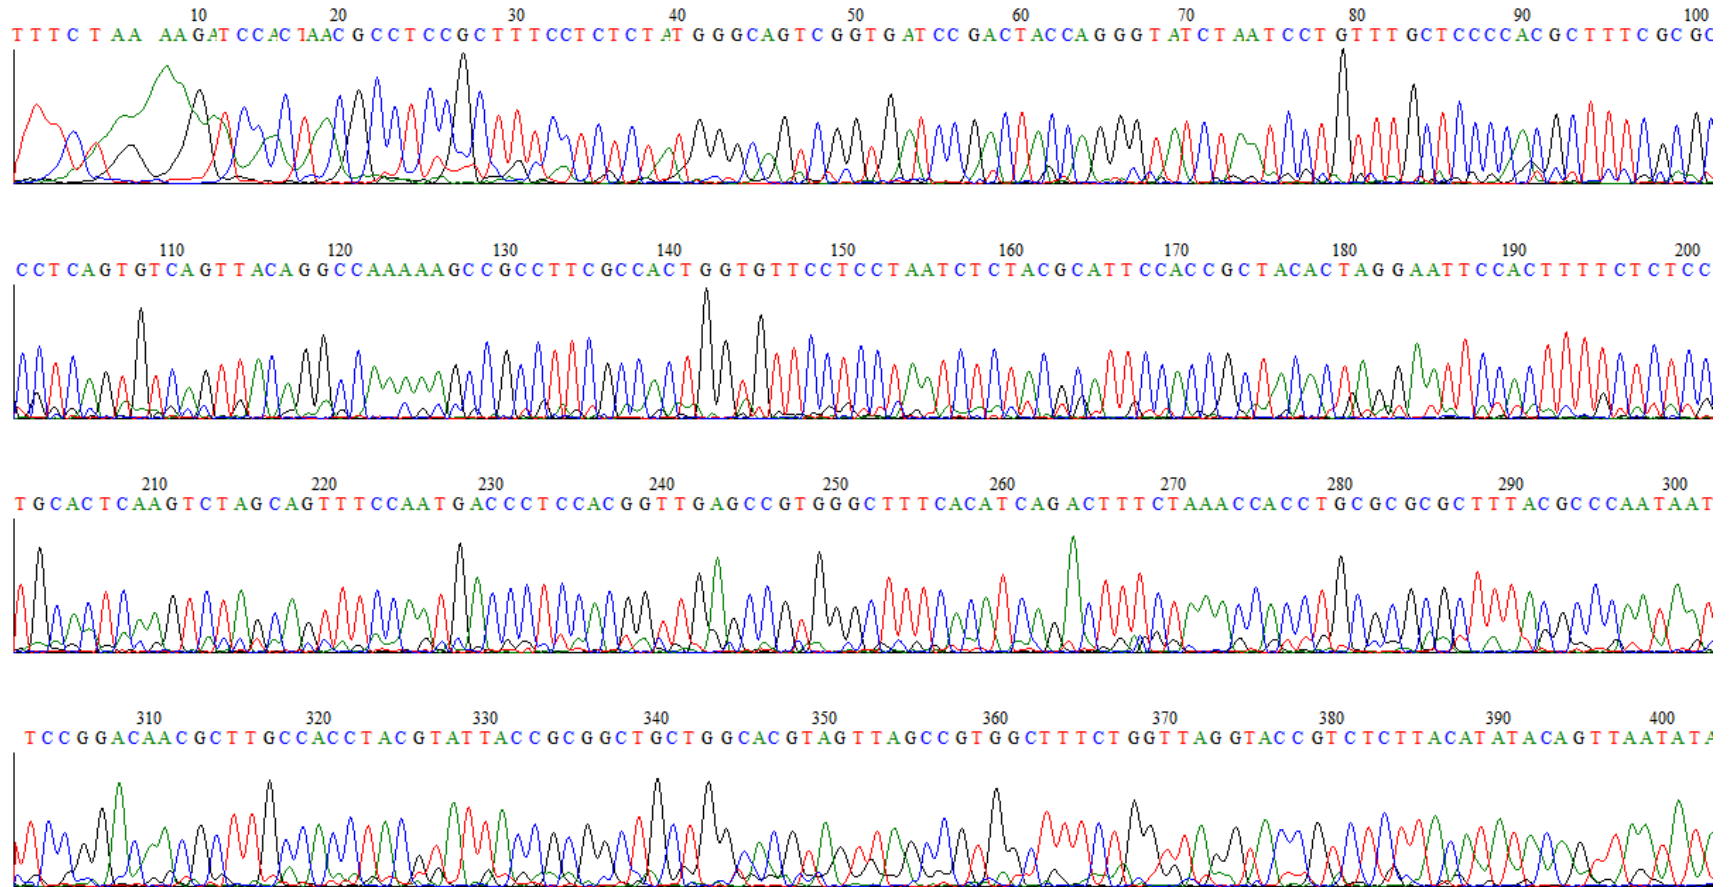 10 20 30 40 50 60 70 80 90 100
TTTCTAA AAGATCCACTAACGCCTCCGCTTTCCTCTCTATGGGCAGTCGGTGATCCGACTACCAGGGTATCTAATCCTGTTTGCTCCCCACGCTTTCGCGC
110 120 130 140 150 160 170 180 190 200
CCTCAGTGTCAGTTACAGGCCAAAAAGCCGCCTTCGCCACTGGTGTTCCTCCTAATCTCTACGCATTCCACCGCTACACTAGGAATTCCACTTTTCTCTCC
210 220 230 240 250 260 270 280 290 300
TGCACTCAAGTCTAGCAGTTTCCAATGACCCTCCACGGTTGAGCCGTGGGCTTTCACATCAGACTTTCTAAACCACCTGCGCGCGCTTTACGCCCAATAAT
310 320 330 340 350 360 370 380 390 400
TCCGGACAACGCTTGCCACCTACGTATTACCGCGGCTGCTGGCACGTAGTTAGCCGTGGCTTTCTGGTTAGGTACCGTCTCTTACATATACAGTTAATATA